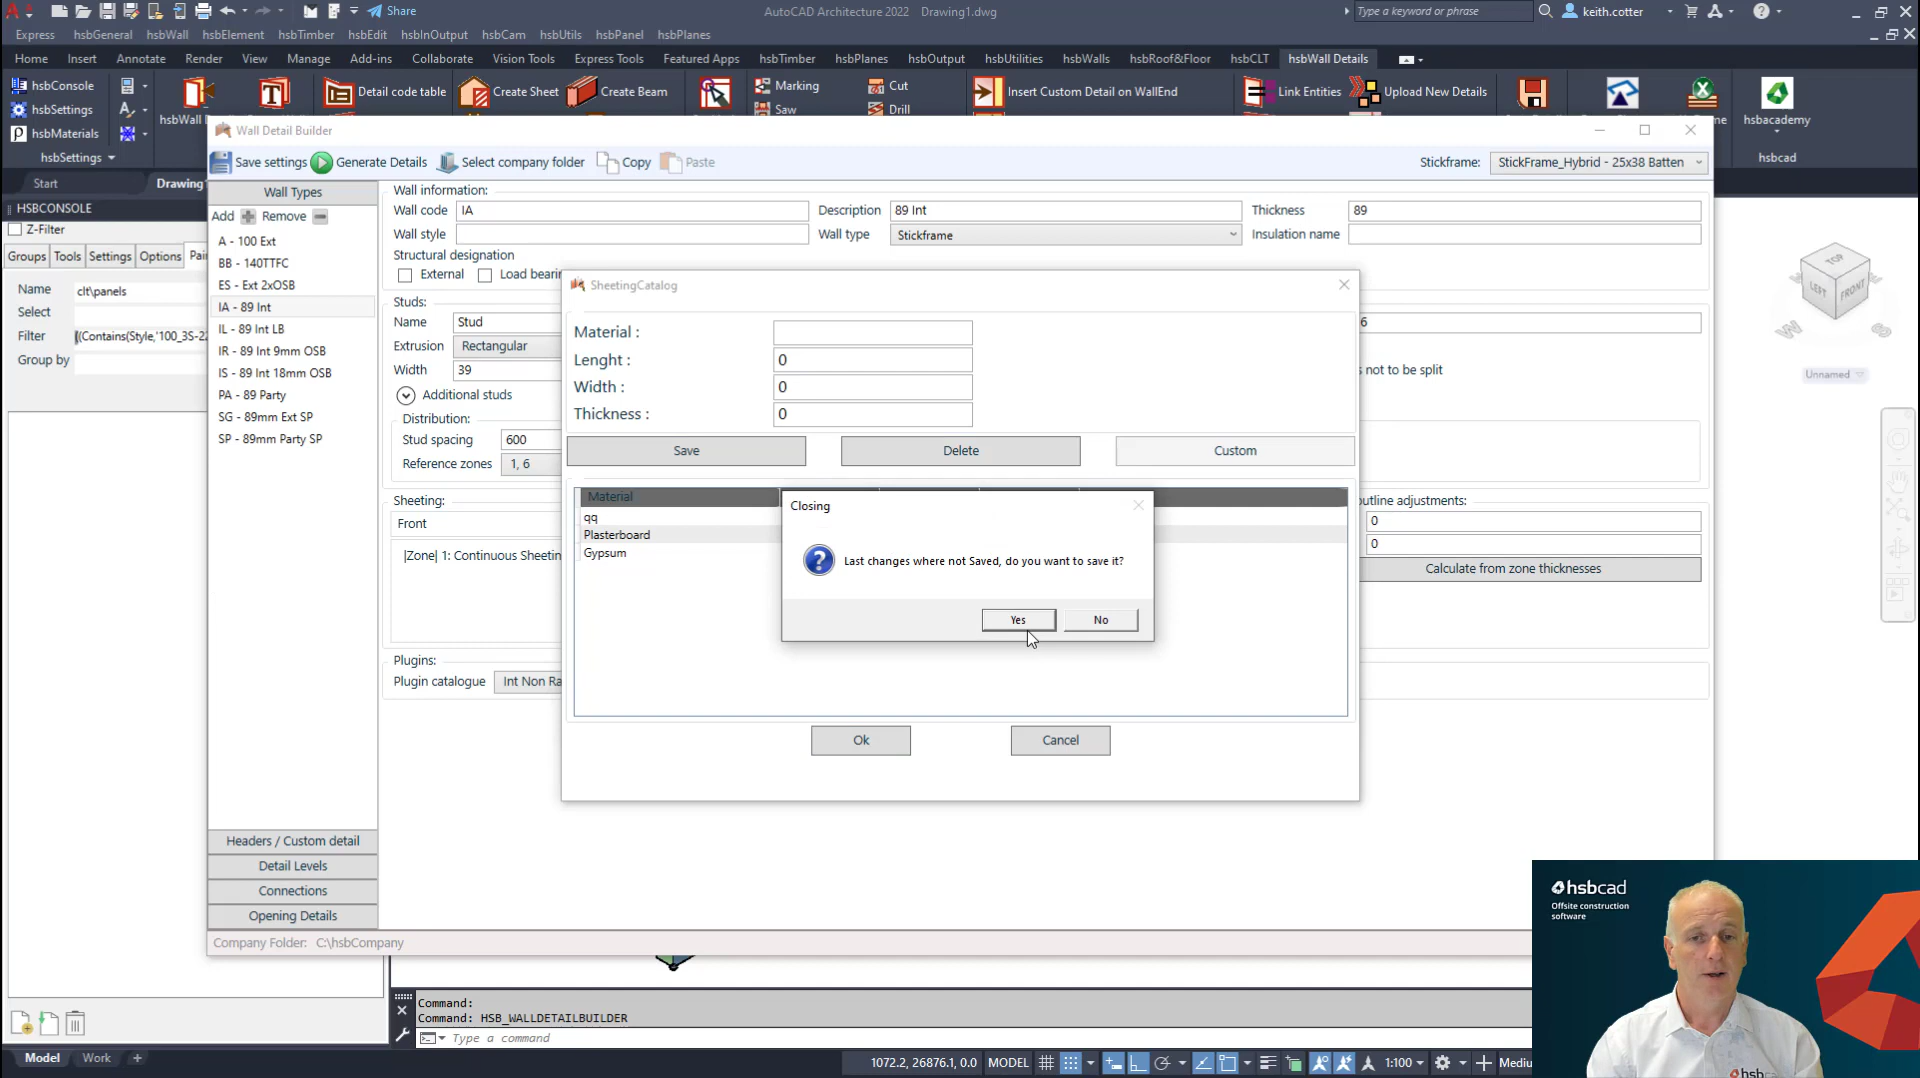 Share
AutoCAD Architecture 2022 Drawing1.dwg
Type a keyword or phrase
keith.cotter
Express hsbGeneral hsbWall hsbElement hsbTimber hsbEdit hsbInOutput hsbCam hsbUtils hsbPanel hsbPlanes
Home Insert Annotate Render View Manage Add-ins Collaborate Vision Tools Express Tools Featured Apps hsbTimber hsbPlanes hsbOutput hsbUtilities hsbWalls hsbRoof&Floor hsbCLT hsbWall Details
hsbConsole
hsbSettings
hsbMaterials
hsbSettings
Detail code table
Create Sheet
Create Beam
Marking
Saw
Cut
Drill
Insert Custom Detail on WallEnd
Link Entities
Upload New Details
hsbacademy
hsbcad
Start
Wall Detail Builder
Save settings Generate Details Select company folder Copy Paste
Stickframe: StickFrame_Hybrid - 25x38 Batten
HSBCONSOLE
Z-Filter
Groups Tools Settings Options
Name clt\panels
Select
Filter ((Contains(Style,'100_3S-22
Group by
Wall Types
Add Remove
A - 100 Ext
BB - 140TTFC
ES - Ext 2xOSB
IA - 89 Int
IL - 89 Int LB
IR - 89 Int 9mm OSB
IS - 89 Int 18mm OSB
PA - 89 Party
SG - 89mm Ext SP
SP - 89mm Party SP
Headers / Custom detail
Detail Levels
Connections
Opening Details
Company Folder: C:\hsbCompany
Wall information:
Wall code IA Description 89 Int Thickness 89
Wall style Wall type Stickframe Insulation name
Structural designation
External Load bearin
Studs:
Name Stud
6
Extrusion Rectangular
Width 39
s not to be split
Additional studs
Distribution:
Stud spacing 600
Reference zones 1, 6
Sheeting:
Front
|Zone| 1: Continuous Sheetin
utline adjustments:
0
0
Calculate from zone thicknesses
Plugins:
Plugin catalogue Int Non Ra
SheetingCatalog
Material :
Lenght : 0
Width : 0
Thickness : 0
Save Delete Custom
Material
qq
Plasterboard
Gypsum
Closing
Last changes where not Saved, do you want to save it?
Yes No
Ok Cancel
TOP
LEFT FRONT
W S
Unnamed
Command:
Command: HSB_WALLDETAILBUILDER
Type a command
Model Work +
1072.2, 26876.1, 0.0 MODEL
1:100
hsbcad
Offsite construction
software
hsbcad